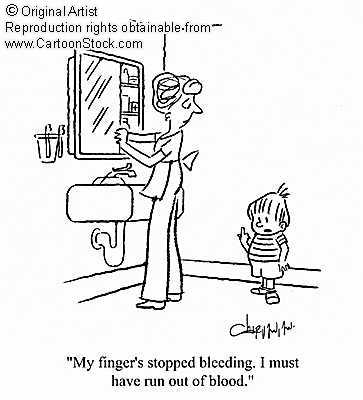 © Original Artist
Reproduction rights obtainable from
www.CartoonStock.com
"My finger's stopped bleeding. I must
have run out of blood."